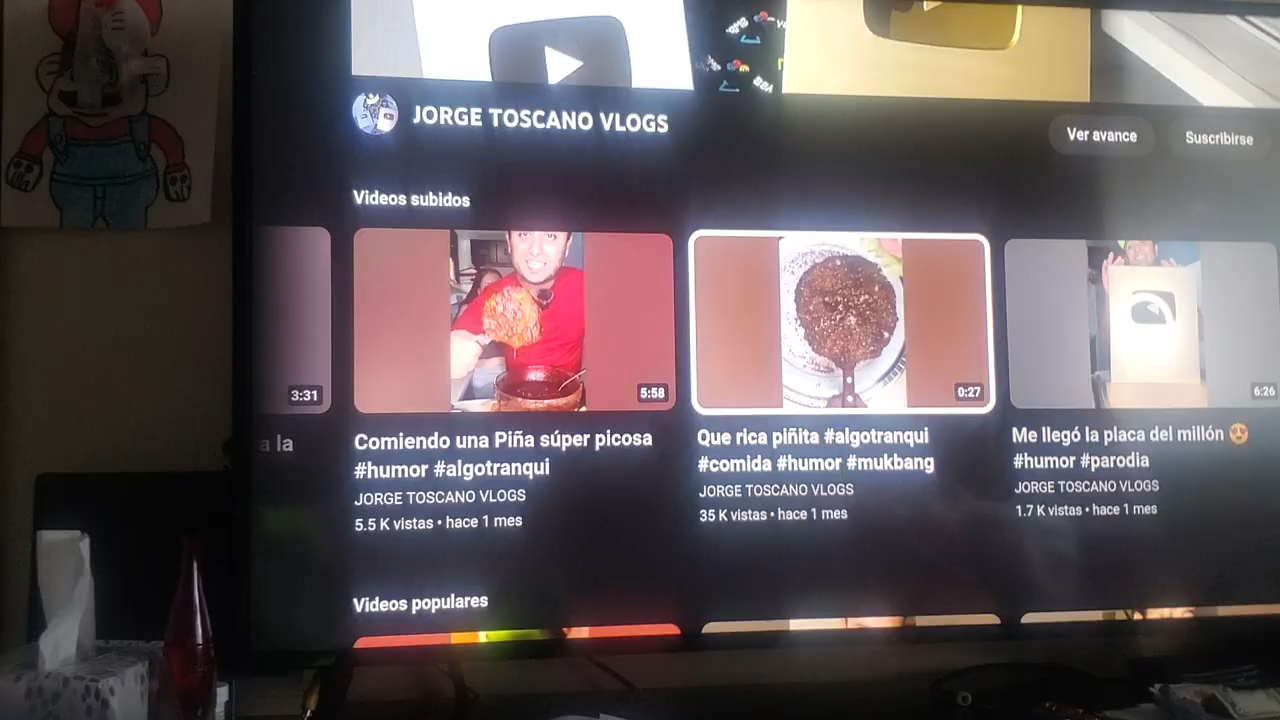 JORGE TOSCANO VLOGS
Ver avance
Suscribirse
Videos subidos
3:31
5:58
0:27
6:26
a la
Comiendo una Piña súper picosa
#humor #algotranqui
JORGE TOSCANO VLOGS
5.5 K vistas • hace 1 mes
Que rica piñita #algotranqui
#comida #humor #mukbang
JORGE TOSCANO VLOGS
35 K vistas • hace 1 mes
Me llegó la placa del millón 😍
#humor #parodia
JORGE TOSCANO VLOGS
1.7 K vistas • hace 1 mes
Videos populares